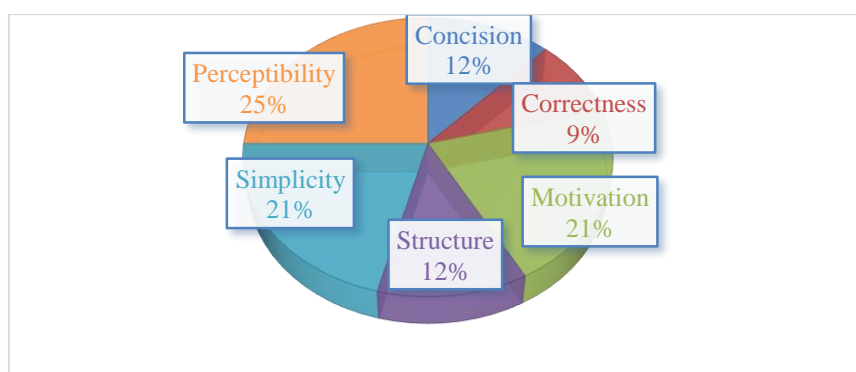 Concision
12%
Perceptibility
25%
Correctness
9%
Simplicity
21%
Motivation
21%
Structure
12%